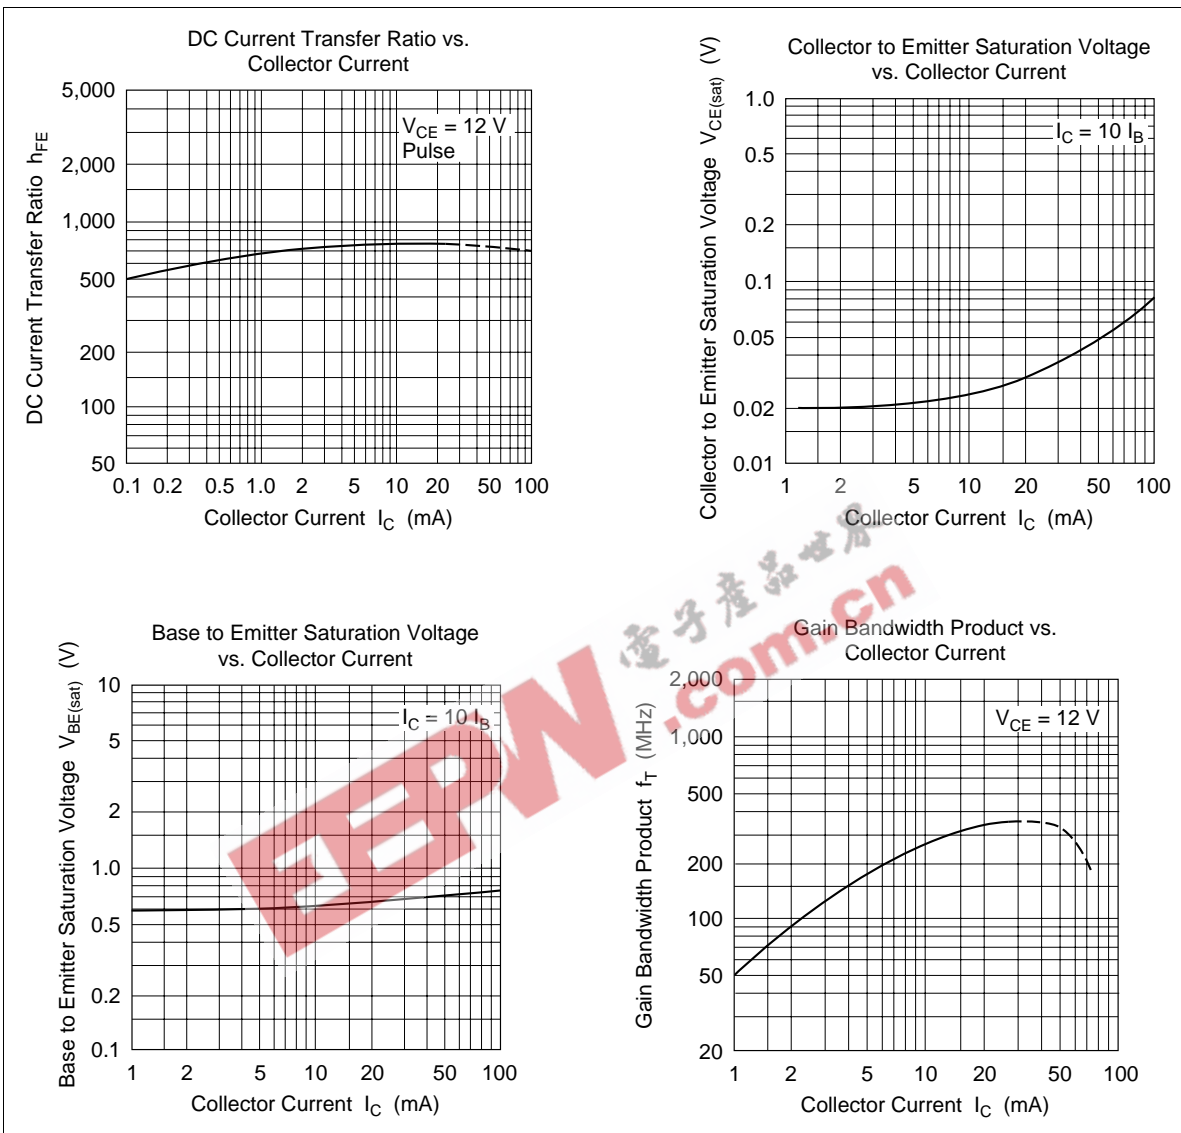 DC Current Transfer Ratio vs.
Collector Current
5,000
2,000
1,000
500
200
100
50
DC Current Transfer Ratio hFE
VCE = 12 V
Pulse
0.1 0.2 0.5 1.0 2 5 10 20 50 100
Collector Current IC (mA)
Collector to Emitter Saturation Voltage
vs. Collector Current
1.0
0.5
0.2
0.1
0.05
0.02
0.01
Collector to Emitter Saturation Voltage VCE(sat) (V)
IC = 10 IB
1 2 5 10 20 50 100
Collector Current IC (mA)
Base to Emitter Saturation Voltage
vs. Collector Current
10
5
2
1.0
0.5
0.2
0.1
Base to Emitter Saturation Voltage VBE(sat) (V)
IC = 10 IB
1 2 5 10 20 50 100
Collector Current IC (mA)
Gain Bandwidth Product vs.
Collector Current
2,000
1,000
500
200
100
50
20
Gain Bandwidth Product fT (MHz)
VCE = 12 V
1 2 5 10 20 50 100
Collector Current IC (mA)
EEPW
電子產品世界
.com.cn